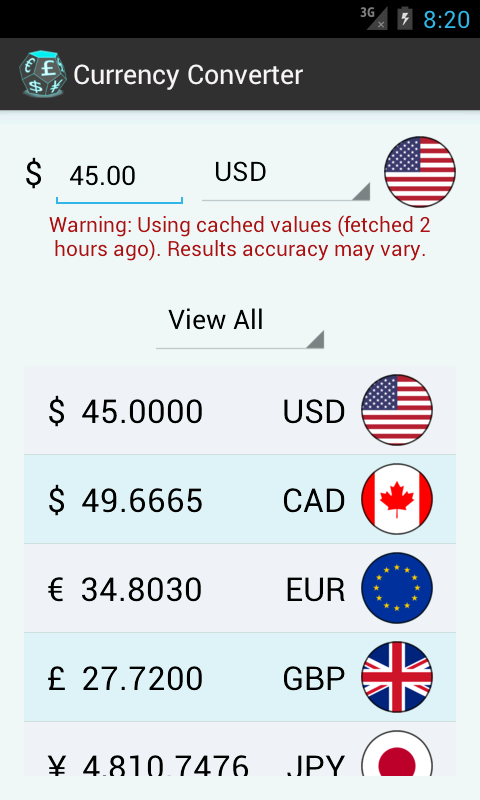 3G 8:20
Currency Converter
$ 45.00 USD
Warning: Using cached values (fetched 2
hours ago). Results accuracy may vary.
View All
$ 45.0000 USD
$ 49.6665 CAD
€ 34.8030 EUR
£ 27.7200 GBP
¥ 4,810.7476 JPY